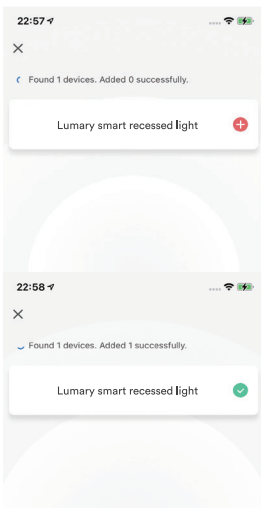 22:57
Found 1 devices. Added 0 successfully.
Lumary smart recessed light
22:58
Found 1 devices. Added 1 successfully.
Lumary smart recessed light